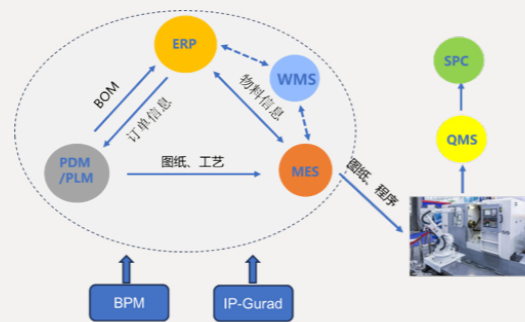 ERP
WMS
SPC
BOM
订单信息
物料信息
QMS
PDM
/PLM
图纸、工艺
MES
图纸、程序
BPM
IP-Gurad